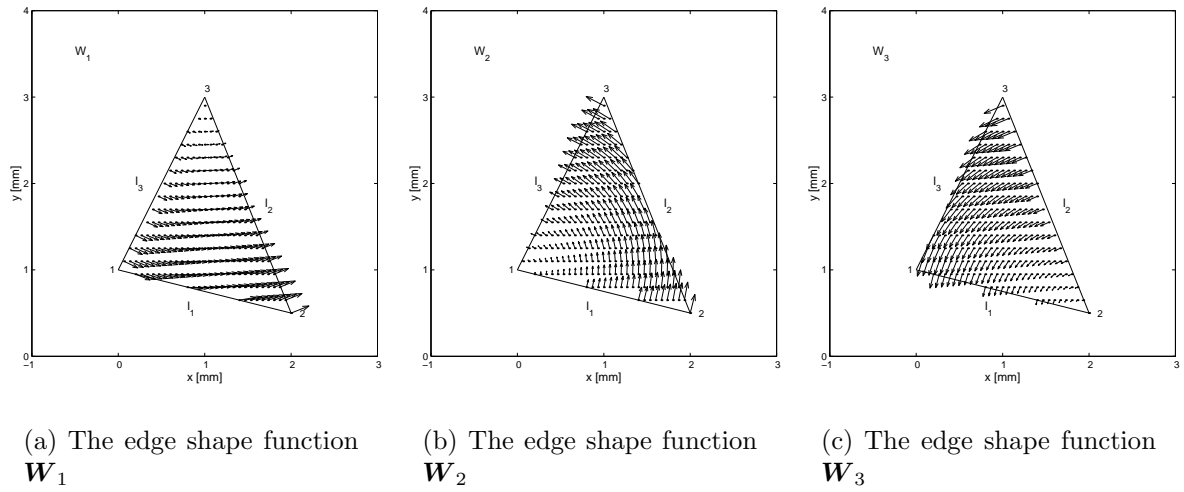 W1
4
3
2
1
0
−1
0
1
2
3
x [mm]
y [mm]
1
2
3
l1
l2
l3
W2
4
3
2
1
0
−1
0
1
2
3
x [mm]
y [mm]
1
2
3
l1
l2
l3
W3
4
3
2
1
0
−1
0
1
2
3
x [mm]
y [mm]
1
2
3
l1
l2
l3
(a) The edge shape function
W1
(b) The edge shape function
W2
(c) The edge shape function
W3